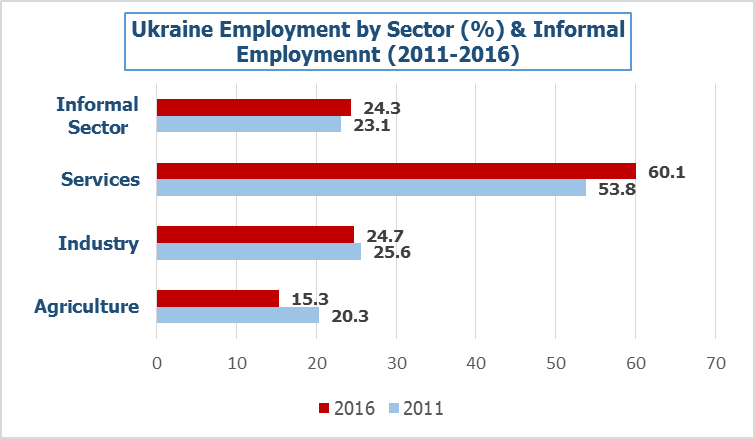 Ukraine Employment by Sector (%) & Informal
Employmennt (2011-2016)
Informal
Sector
24.3
23.1
Services
60.1
53.8
Industry
24.7
25.6
Agriculture
15.3
20.3
0 10 20 30 40 50 60 70
2016 2011